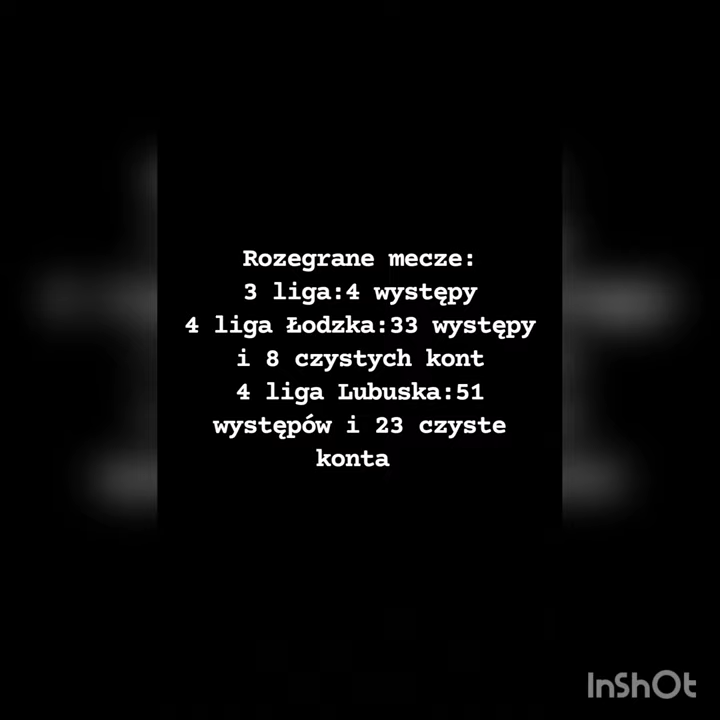 Rozegrane mecze:
3 liga:4 występy
4 liga Łodzka:33 występy
i 8 czystych kont
4 liga Lubuska:51
występów i 23 czyste
konta
InShOt